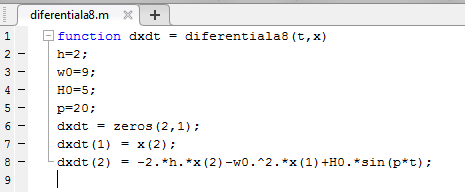 diferentiala8.m
1 function dxdt = diferentiala8(t,x)
2 - h=2;
3 - w0=9;
4 - H0=5;
5 - p=20;
6 - dxdt = zeros(2,1);
7 - dxdt(1) = x(2);
8 - dxdt(2) = -2.*h.*x(2)-w0.^2.*x(1)+H0.*sin(p*t);
9